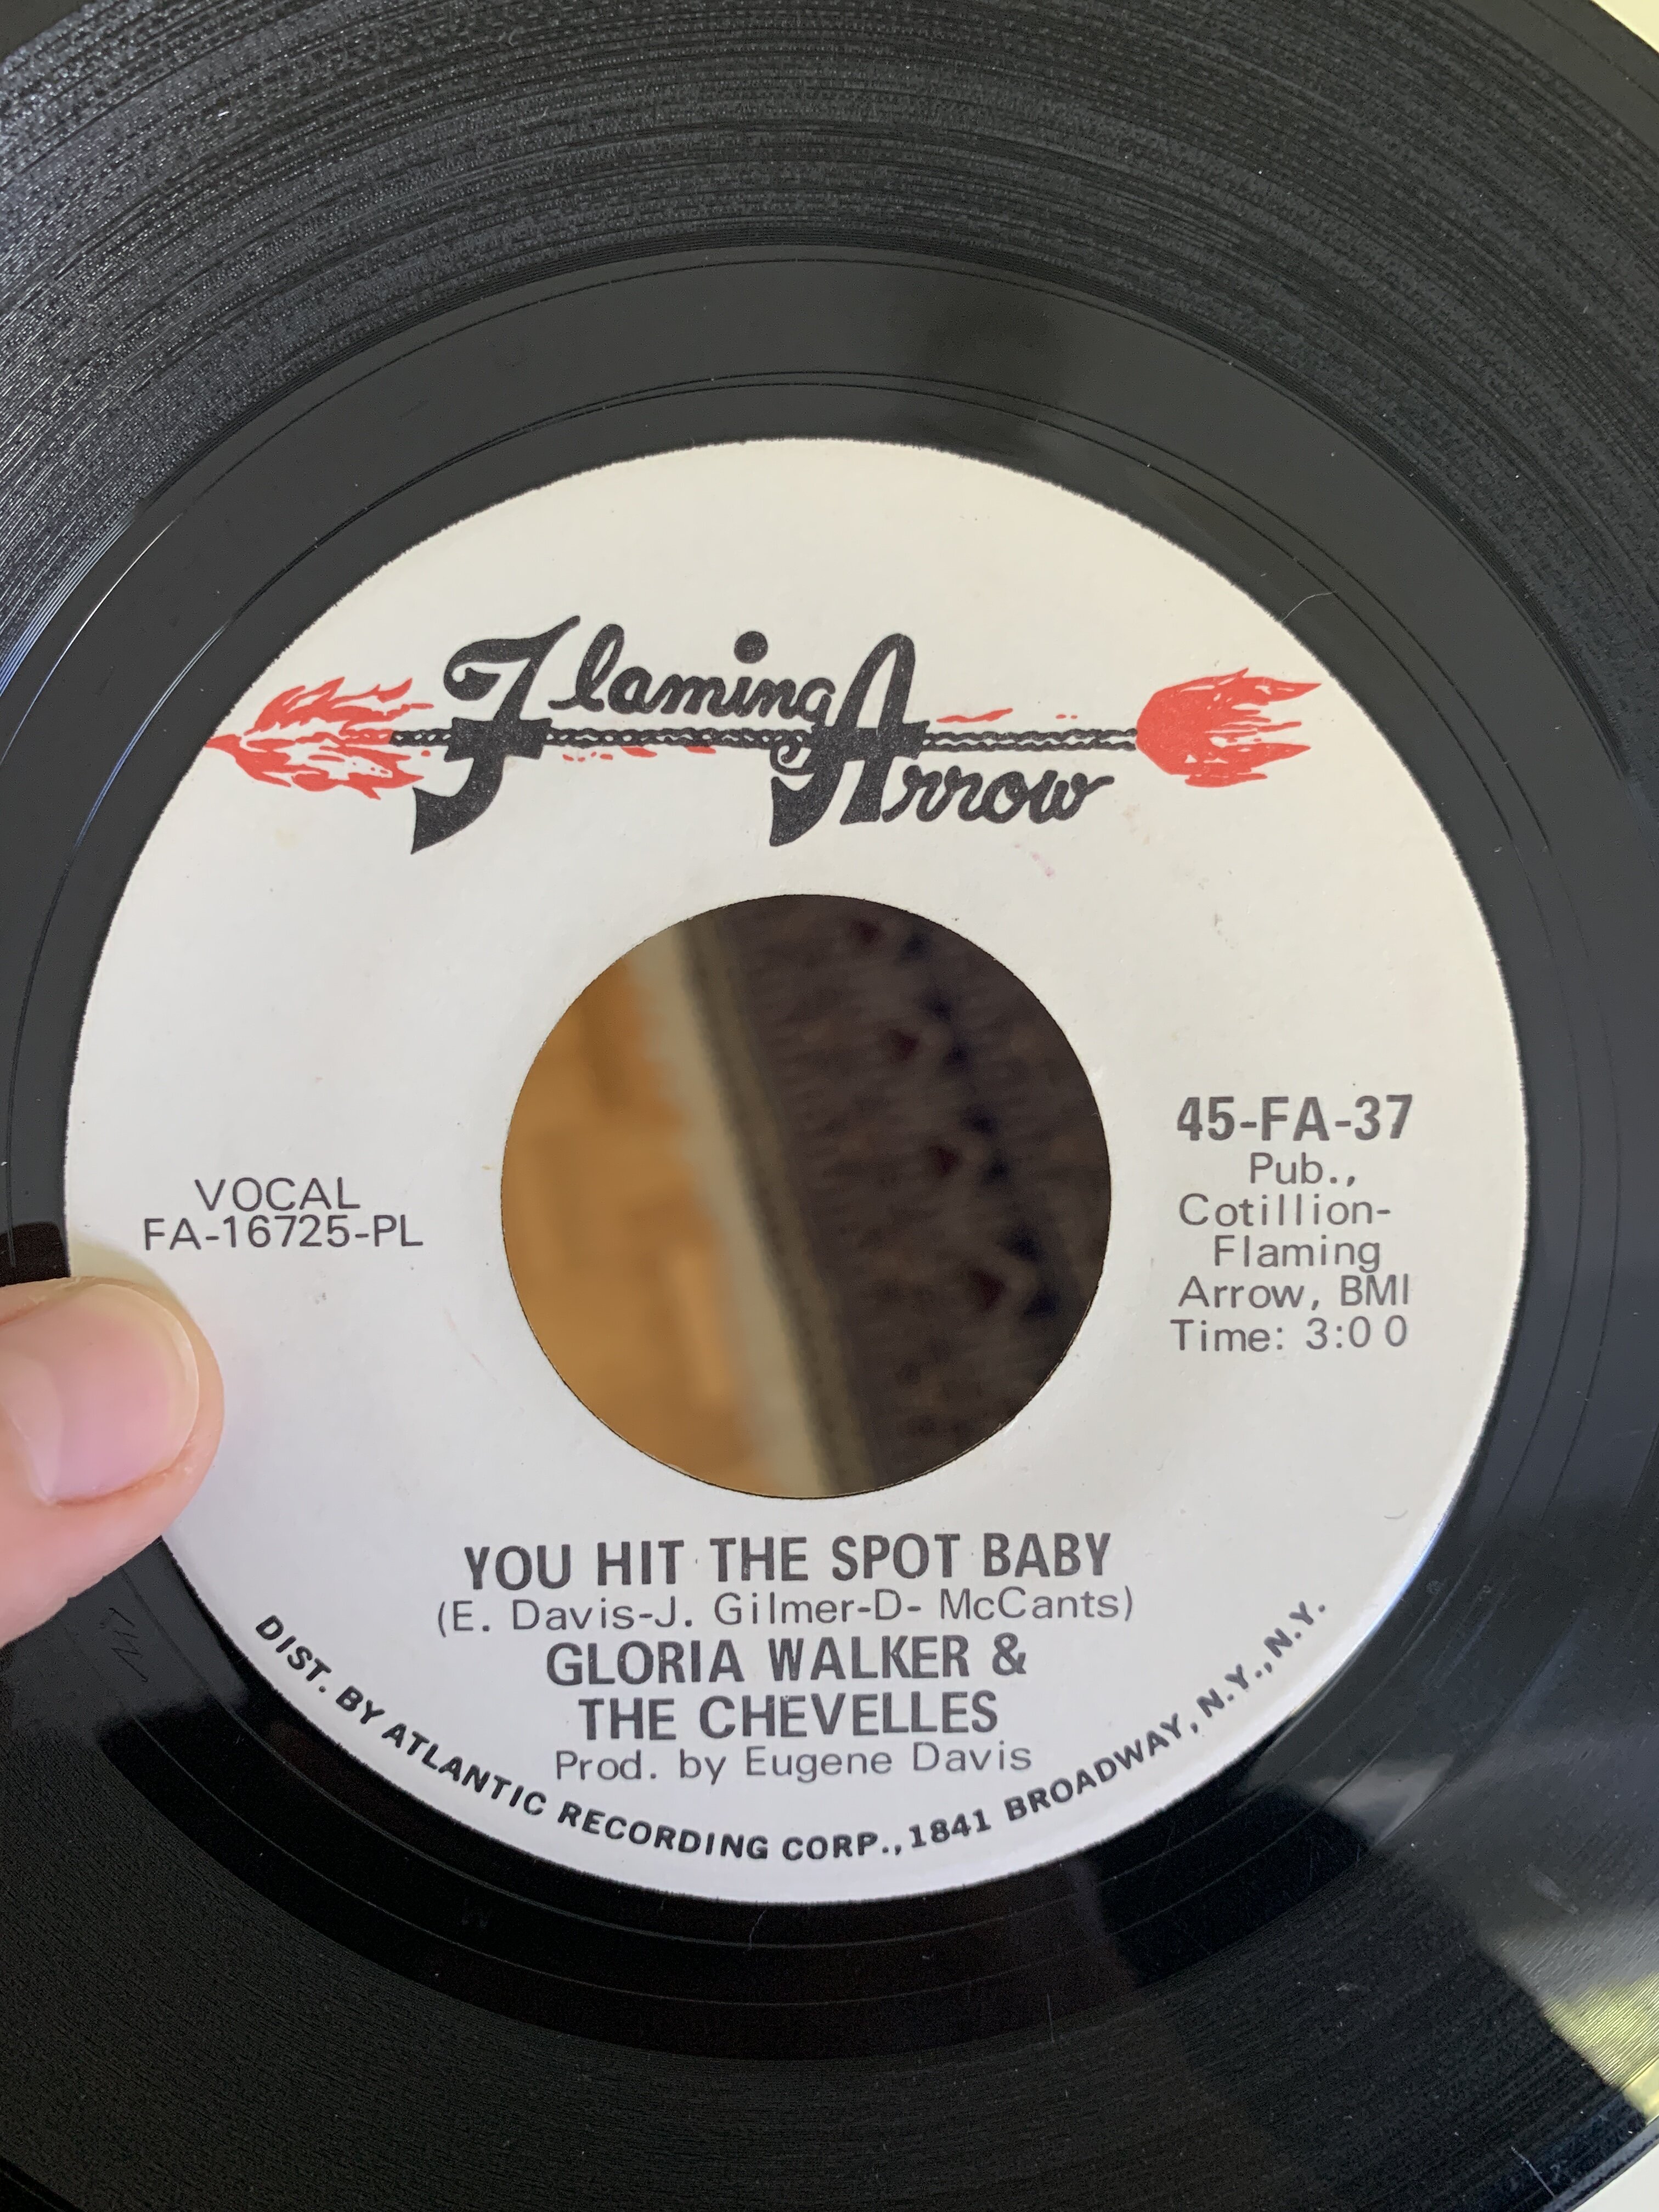 Flaming Arrow
VOCAL
FA-16725-PL
45-FA-37
Pub.,
Cotillion-
Flaming
Arrow, BMI
Time: 3:00
YOU HIT THE SPOT BABY
(E. Davis-J. Gilmer-D- McCants)
GLORIA WALKER &
THE CHEVELLES
Prod. by Eugene Davis
DIST. BY ATLANTIC RECORDING CORP., 1841 BROADWAY, N.Y., N.Y.